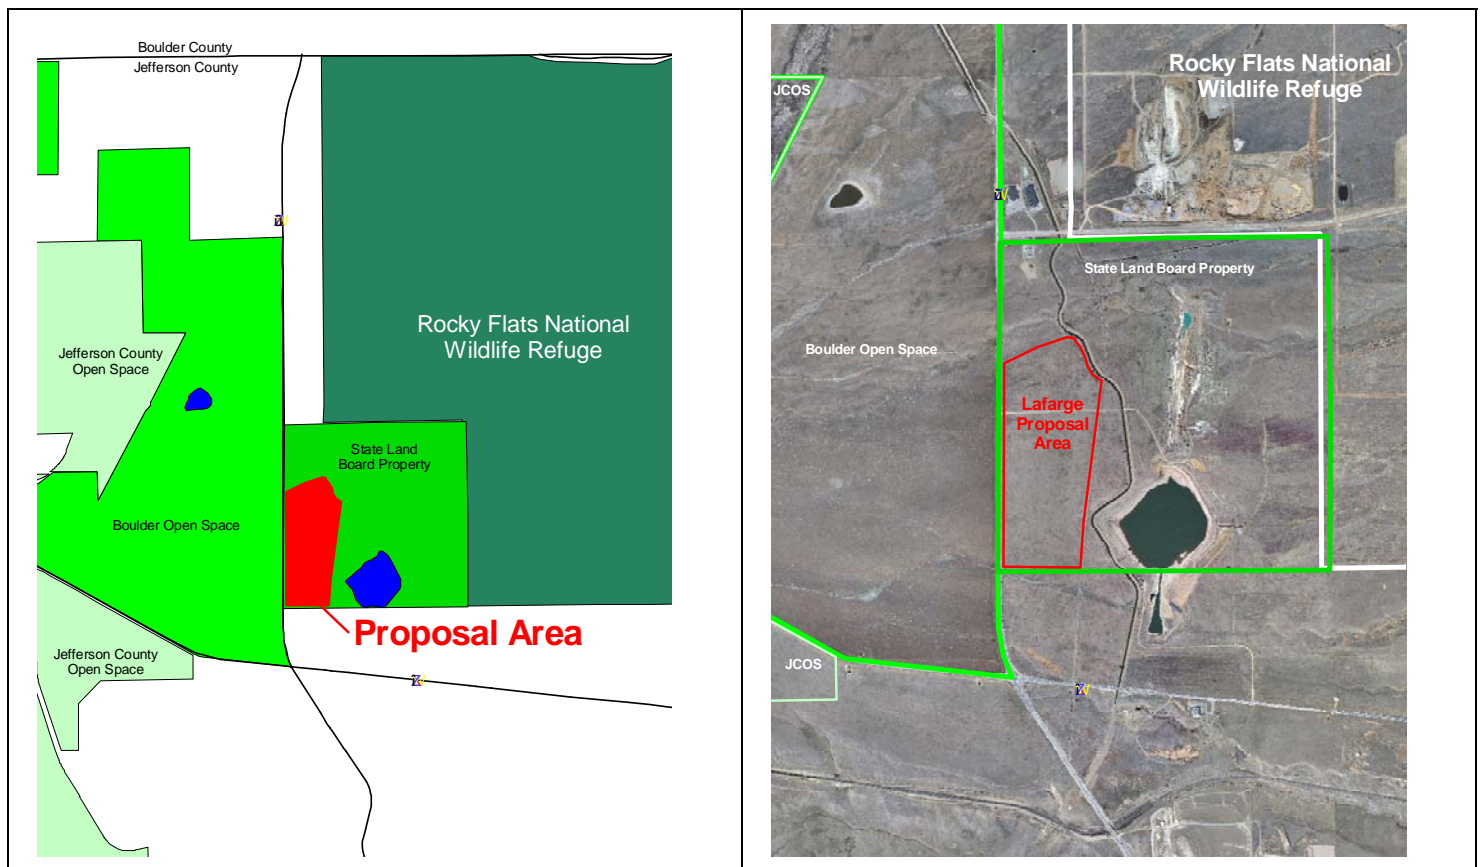 Boulder County
Jefferson County
Rocky Flats National
Wildlife Refuge
Jefferson County
Open Space
State Land
Board Property
Boulder Open Space
Proposal Area
Jefferson County
Open Space
Rocky Flats National
Wildlife Refuge
JCOS
State Land Board Property
Boulder Open Space
Lafarge
Proposal
Area
JCOS